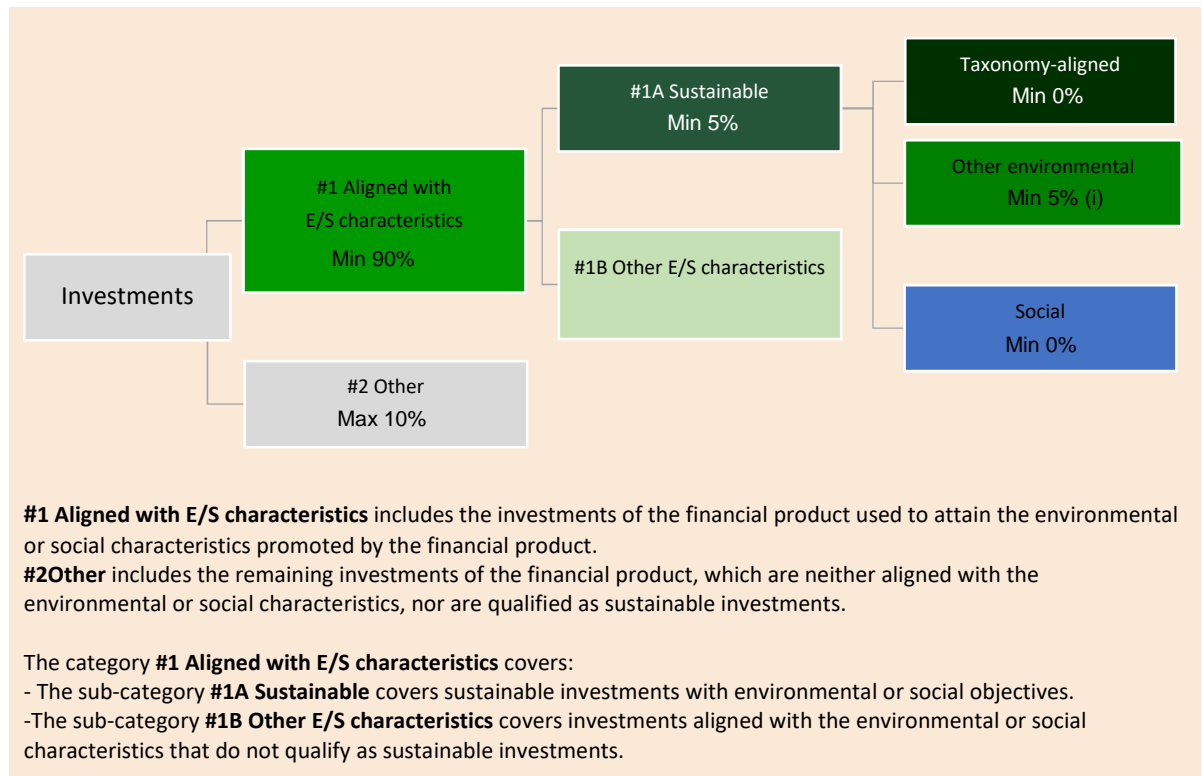 Investments
#1 Aligned with
E/S characteristics
Min 90%
#2 Other
Max 10%
#1A Sustainable
Min 5%
#1B Other E/S characteristics
Taxonomy-aligned
Min 0%
Other environmental
Min 5% (i)
Social
Min 0%
#1 Aligned with E/S characteristics includes the investments of the financial product used to attain the environmental
or social characteristics promoted by the financial product.
#2Other includes the remaining investments of the financial product, which are neither aligned with the
environmental or social characteristics, nor are qualified as sustainable investments.
The category #1 Aligned with E/S characteristics covers:
- The sub-category #1A Sustainable covers sustainable investments with environmental or social objectives.
-The sub-category #1B Other E/S characteristics covers investments aligned with the environmental or social
characteristics that do not qualify as sustainable investments.